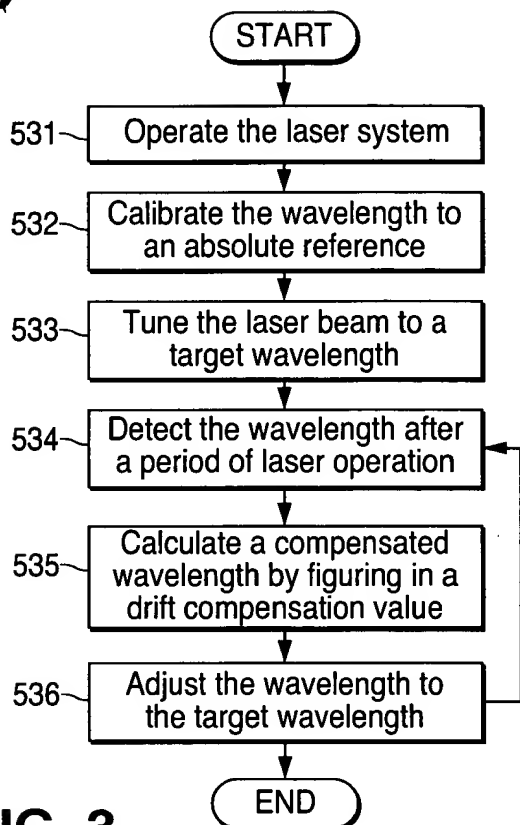 START
531 Operate the laser system
532 Calibrate the wavelength to
an absolute reference
533 Tune the laser beam to a
target wavelength
534 Detect the wavelength after
a period of laser operation
535 Calculate a compensated
wavelength by figuring in a
drift compensation value
536 Adjust the wavelength to
the target wavelength
END